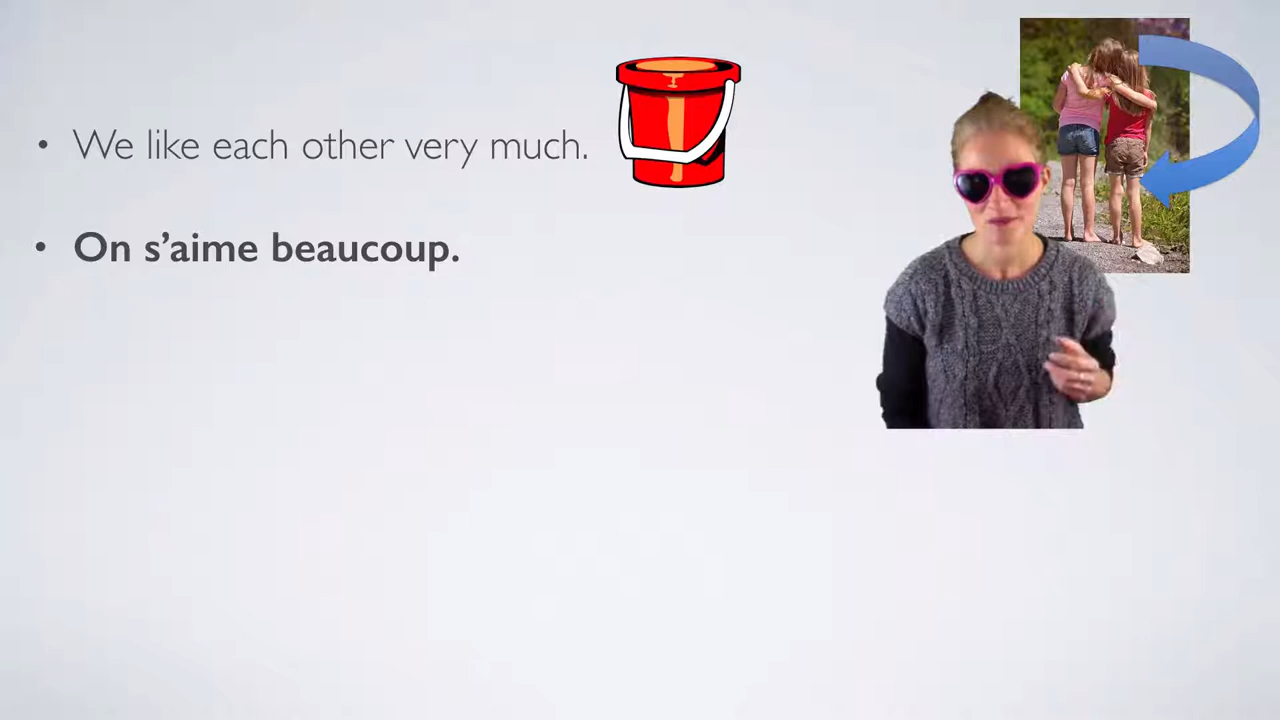 • We like each other very much.
• On s’aime beaucoup.